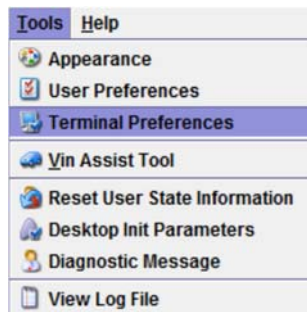 Tools Help
Appearance
User Preferences
Terminal Preferences
Vin Assist Tool
Reset User State Information
Desktop Init Parameters
Diagnostic Message
View Log File